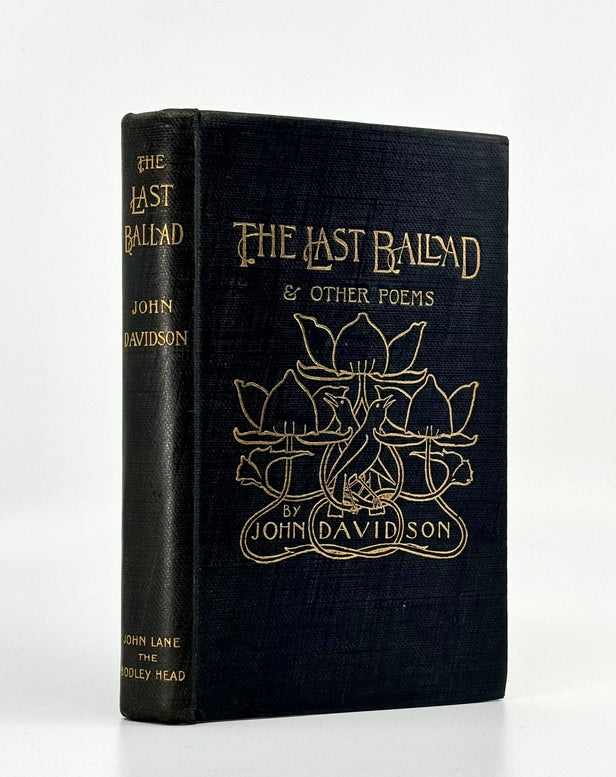 THE
LAST
BALLAD
JOHN
DAVIDSON
JOHN LANE
THE
BODLEY HEAD
THE LAST BALLAD
& OTHER POEMS
BY
JOHN DAVIDSON